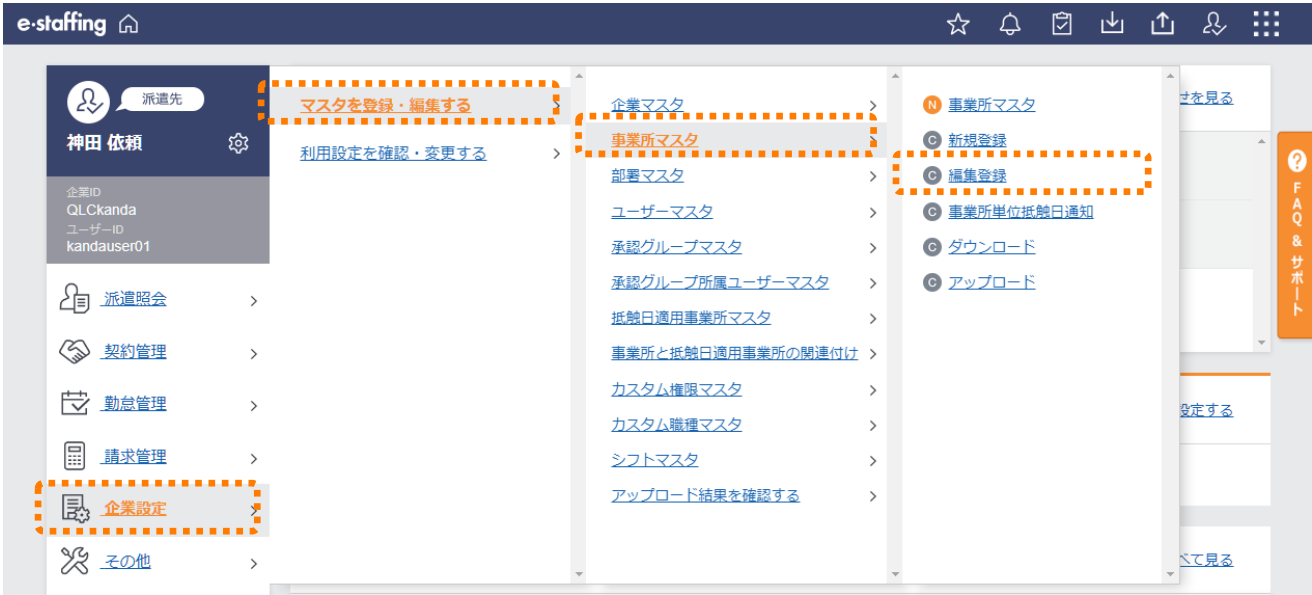 e-staffing
派遣先
神田 依頼
企業ID
QLCkanda
ユーザーID
kandauser01
派遣照会
契約管理
勤怠管理
請求管理
企業設定
その他
マスタを登録・編集する
利用設定を確認・変更する
企業マスタ
事業所マスタ
部署マスタ
ユーザーマスタ
承認グループマスタ
承認グループ所属ユーザーマスタ
抵触日適用事業所マスタ
事業所と抵触日適用事業所の関連付け
カスタム権限マスタ
カスタム職種マスタ
シフトマスタ
アップロード結果を確認する
N 事業所マスタ
C 新規登録
C 編集登録
C 事業所単位抵触日通知
C ダウンロード
C アップロード
せを見る
設定する
べて見る
? FAQ & サポート